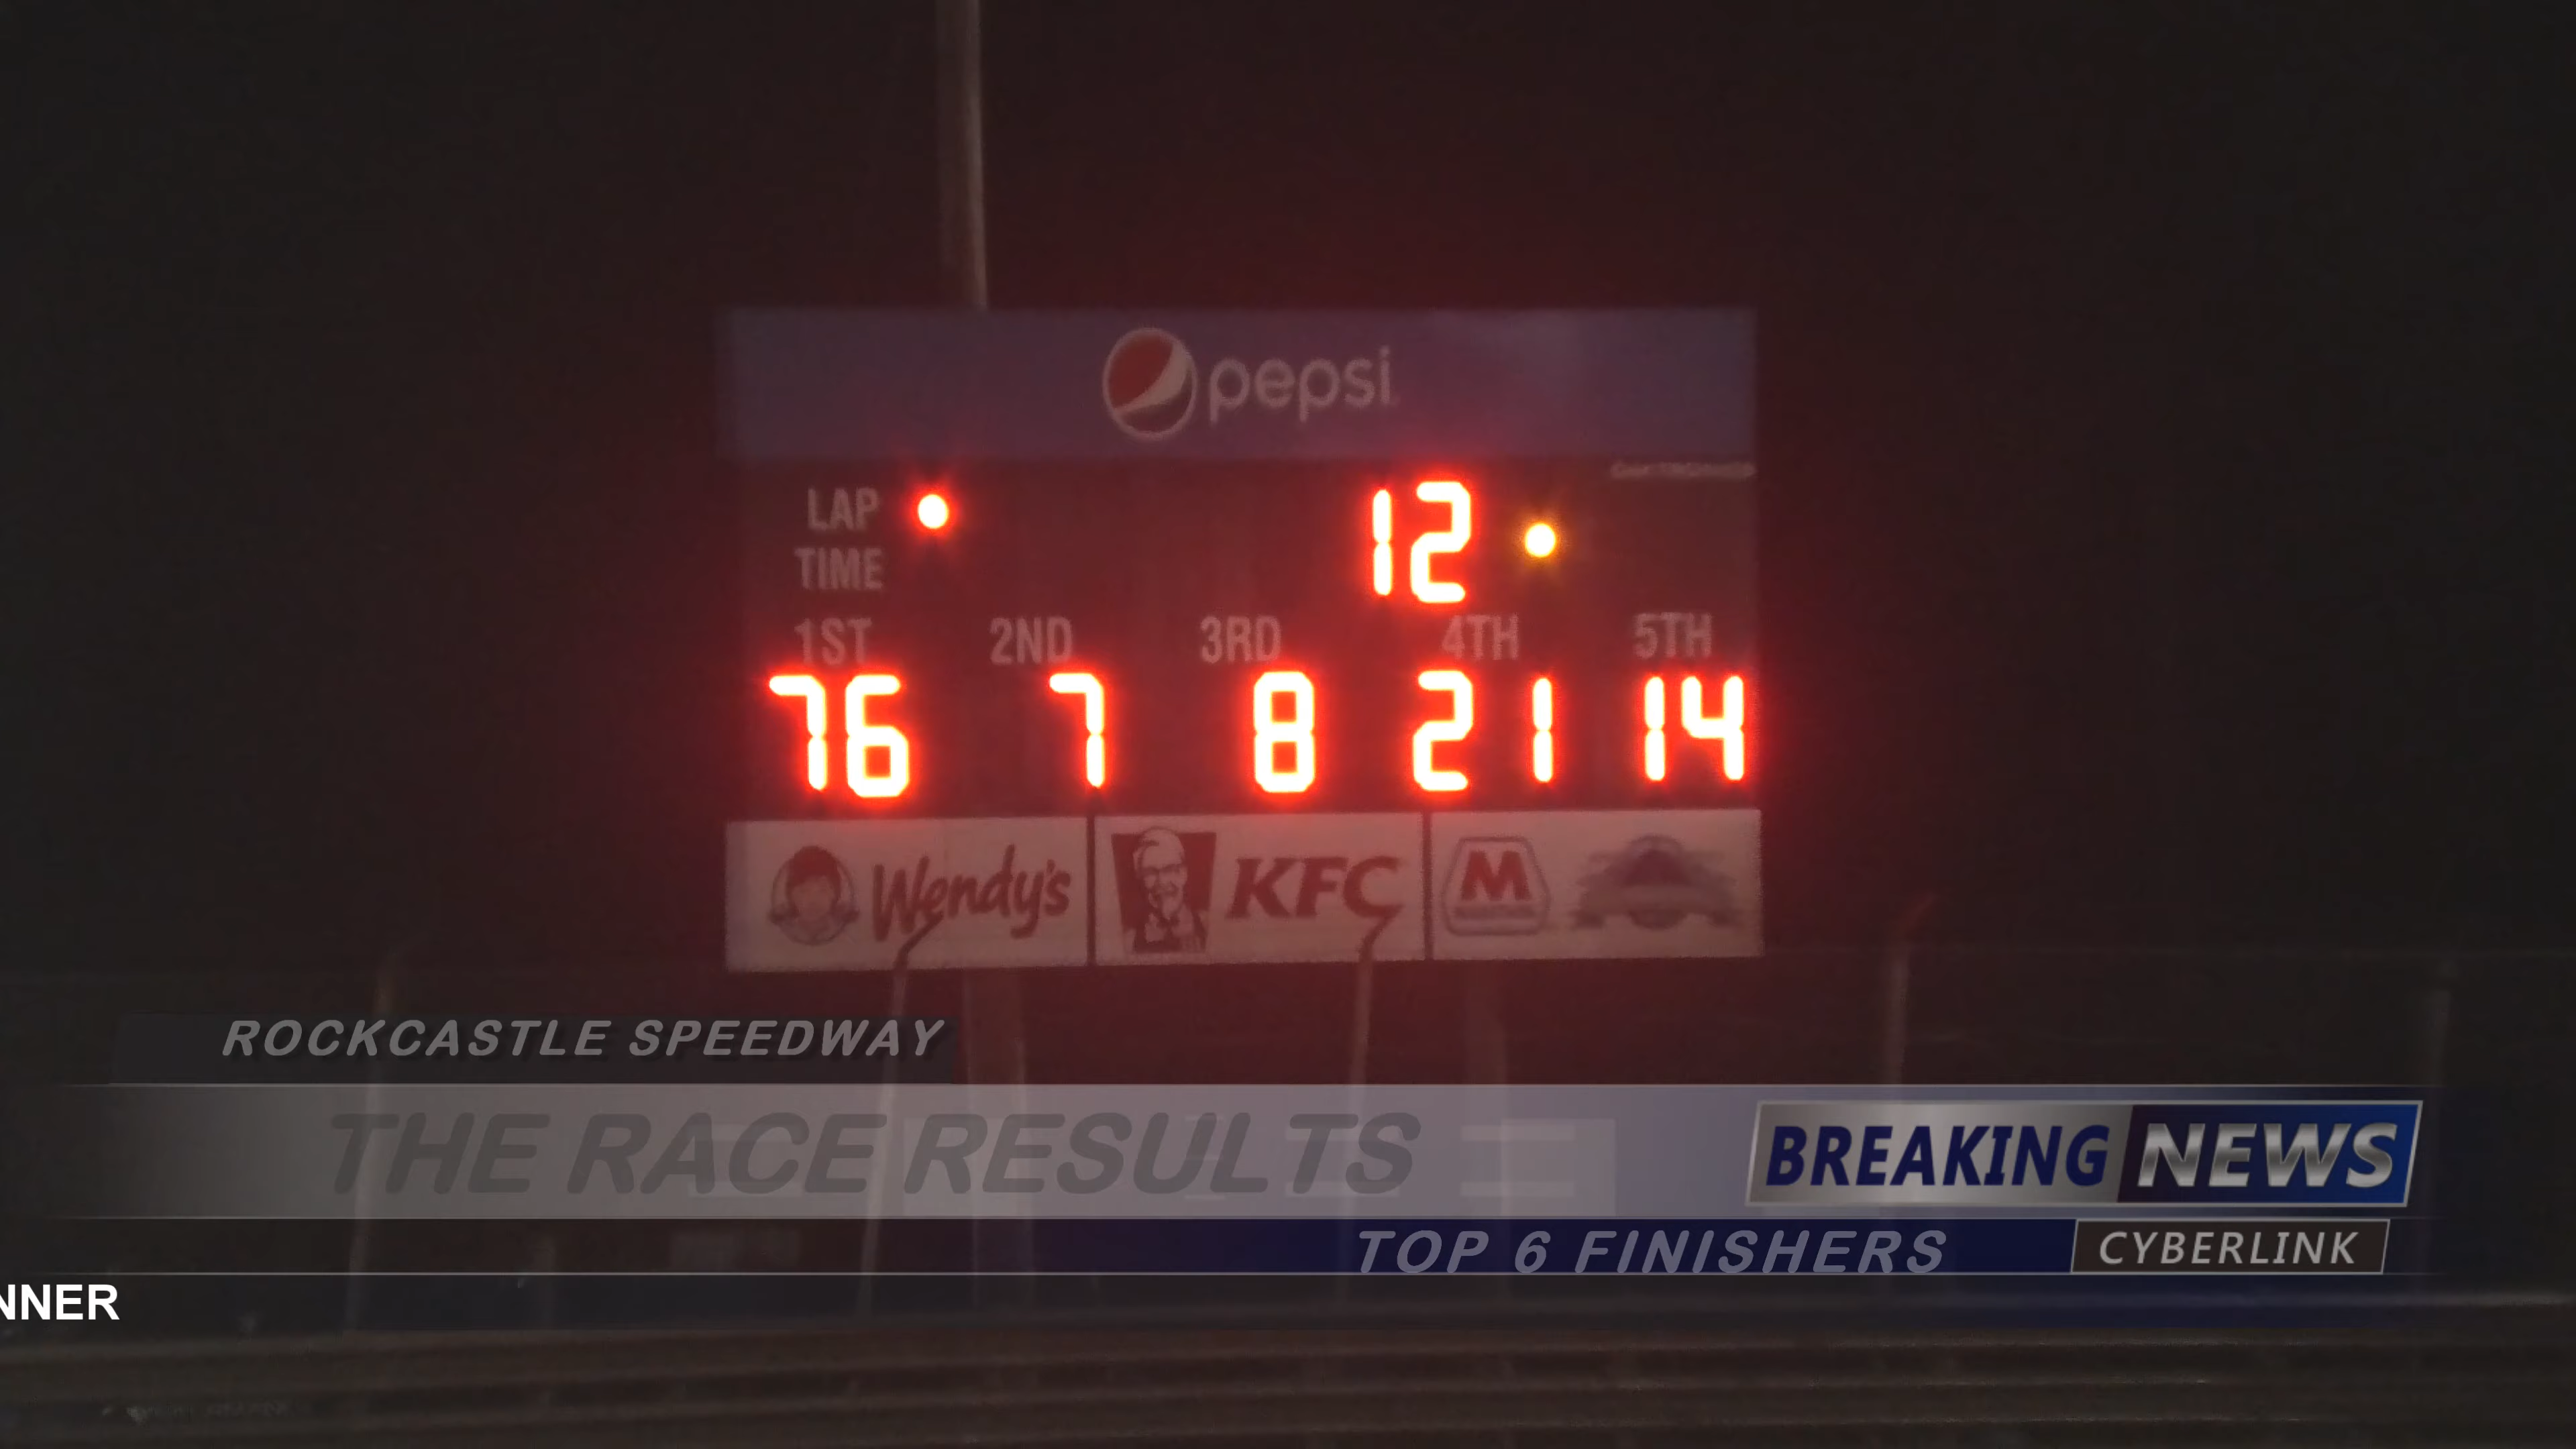 pepsi
LAP
12
TIME
1ST 2ND 3RD 4TH 5TH
76 7 8 21 14
Wendy's KFC M
ROCKCASTLE SPEEDWAY
THE RACE RESULTS
BREAKING NEWS
TOP 6 FINISHERS
CYBERLINK
NNER